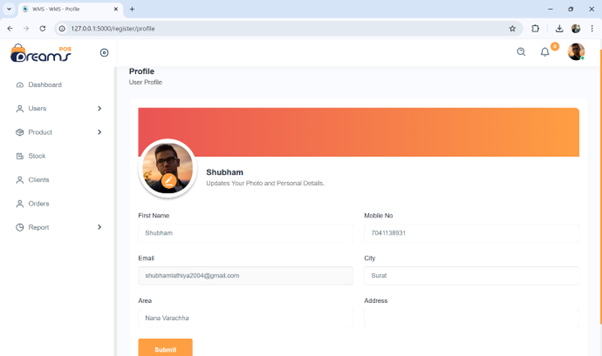 WMS - WMS - Profile
127.0.0.1:5000/register/profile
Dreams POS
Dashboard
Users
Product
Stock
Clients
Orders
Report
Profile
User Profile
Shubham
Updates Your Photo and Personal Details.
First Name
Mobile No
Shubham
7041138931
Email
City
shubhamlathiya2004@gmail.com
Surat
Area
Address
Nana Varachha
Submit